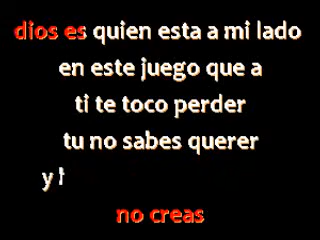 dios es quien esta a mi lado
en este juego que a
ti te toco perder
tu no sabes querer
y
no creas